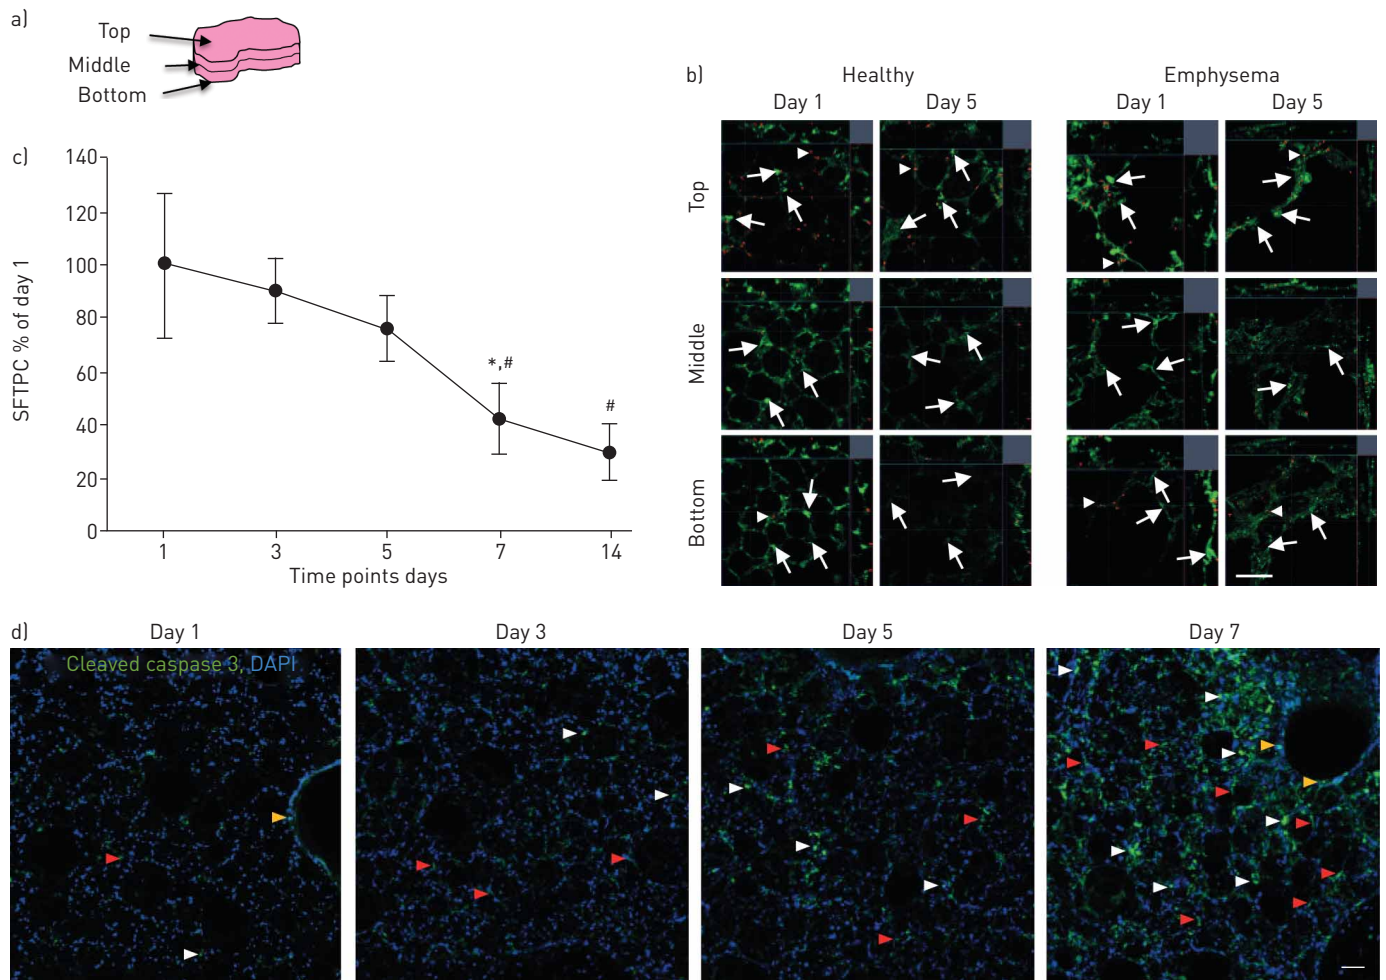 a)
Top
Middle
Bottom
b)
Healthy
Emphysema
Day 1
Day 5
Day 1
Day 5
Top
Middle
Bottom
c)
SFTPC % of day 1
140
120
100
80
60
40
20
0
*,#
#
1
3
5
7
14
Time points days
d)
Day 1
Day 3
Day 5
Day 7
Cleaved caspase 3, DAPI